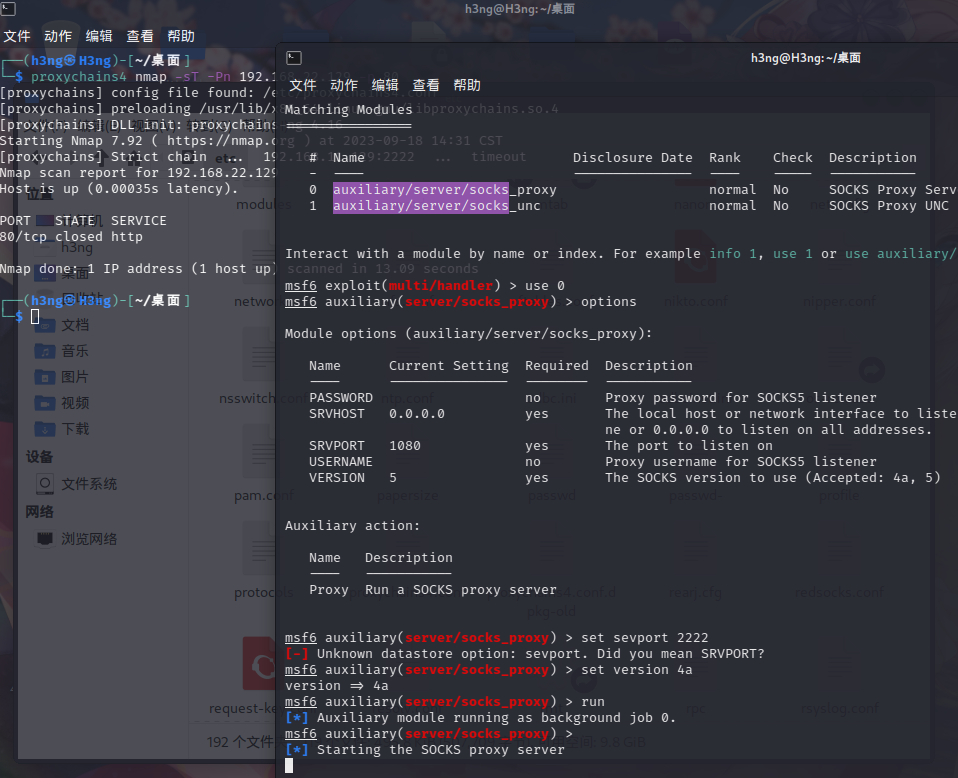 h3ng@H3ng: ~/桌面
文件 动作 编辑 查看 帮助
(h3ng㉿H3ng)-[~/桌面]
$ proxychains4 nmap -sT -Pn 192.
[proxychains] config file found: /etc/proxychains4.conf
[proxychains] preloading /usr/lib/x libproxychains.so.4
[proxychains] DLL init: proxychains-ng 4.16
Starting Nmap 7.92 ( https://nmap.org ) at 2023-09-18 14:31 CST
[proxychains] Strict chain ... 192. :2222 ... timeout
Nmap scan report for 192.168.22.129
Host is up (0.00035s latency).
PORT STATE SERVICE
80/tcp closed http
Nmap done: 1 IP address (1 host up) scanned in 13.09 seconds
(h3ng㉿H3ng)-[~/桌面]
$
位置
h3ng
桌面
文档
音乐
图片
视频
下载
设备
文件系统
网络
浏览网络
nsswitch.conf
pam.conf
papersize
passwd
passwd-
profile
protocols
rearj.cfg
redsocks.conf
pkg-old
rpc
rsyslog.conf
nikto.conf
nipper.conf
192 个文件
h3ng@H3ng: ~/桌面
文件 动作 编辑 查看 帮助
Matching Modules
================
# Name Disclosure Date Rank Check Description
- ---- --------------- ---- ----- -----------
0 auxiliary/server/socks_proxy normal No SOCKS Proxy Serv
1 auxiliary/server/socks_unc normal No SOCKS Proxy UNC
Interact with a module by name or index. For example info 1, use 1 or use auxiliary/
msf6 exploit(multi/handler) > use 0
msf6 auxiliary(server/socks_proxy) > options
Module options (auxiliary/server/socks_proxy):
Name Current Setting Required Description
---- --------------- -------- -----------
PASSWORD no Proxy password for SOCKS5 listener
SRVHOST 0.0.0.0 yes The local host or network interface to liste
ne or 0.0.0.0 to listen on all addresses.
SRVPORT 1080 yes The port to listen on
USERNAME no Proxy username for SOCKS5 listener
VERSION 5 yes The SOCKS version to use (Accepted: 4a, 5)
Auxiliary action:
Name Description
---- -----------
Proxy Run a SOCKS proxy server
msf6 auxiliary(server/socks_proxy) > set sevport 2222
[-] Unknown datastore option: sevport. Did you mean SRVPORT?
msf6 auxiliary(server/socks_proxy) > set version 4a
version => 4a
msf6 auxiliary(server/socks_proxy) > run
[*] Auxiliary module running as background job 0.
msf6 auxiliary(server/socks_proxy) >
[*] Starting the SOCKS proxy server